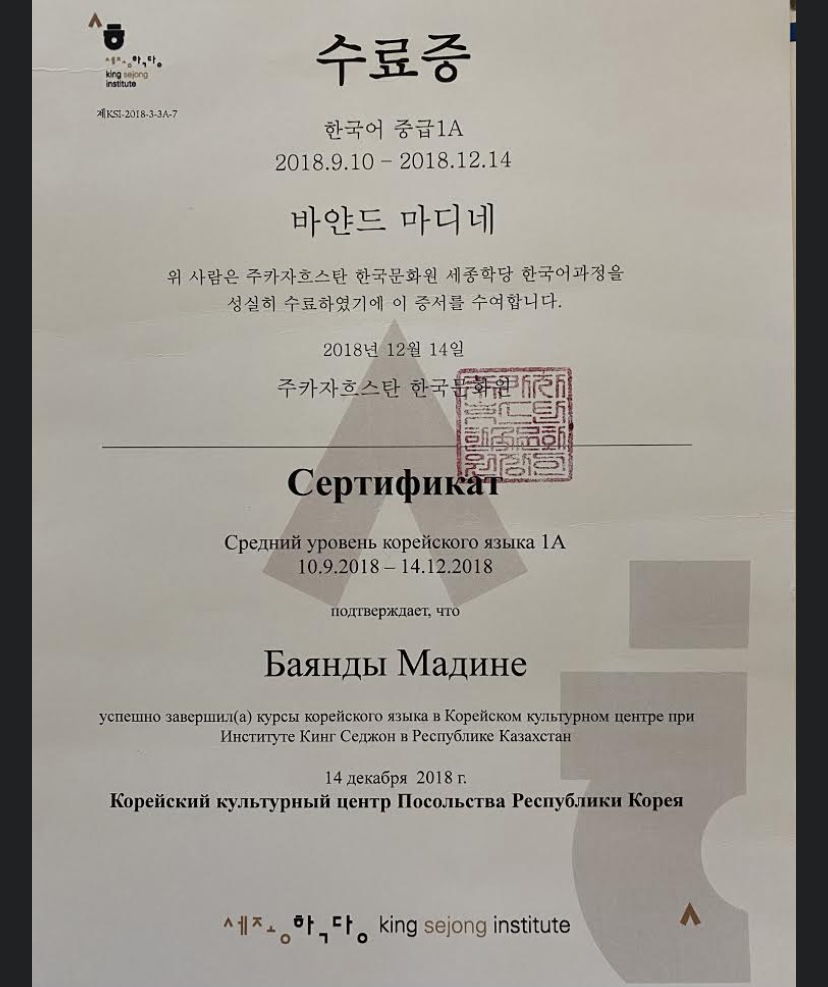 세종학당
king sejong
institute
제KSI-2018-3-3A-7
수료증
한국어 중급1A
2018.9.10 – 2018.12.14
바얀드 마디네
위 사람은 주카자흐스탄 한국문화원 세종학당 한국어과정을
성실히 수료하였기에 이 증서를 수여합니다.
2018년 12월 14일
주카자흐스탄 한국문화원
Сертификат
Средний уровень корейского языка 1А
10.9.2018 – 14.12.2018
подтверждает, что
Баянды Мадине
успешно завершил(а) курсы корейского языка в Корейском культурном центре при
Институте Кинг Седжон в Республике Казахстан
14 декабря 2018 г.
Корейский культурный центр Посольства Республики Корея
세종학당 king sejong institute